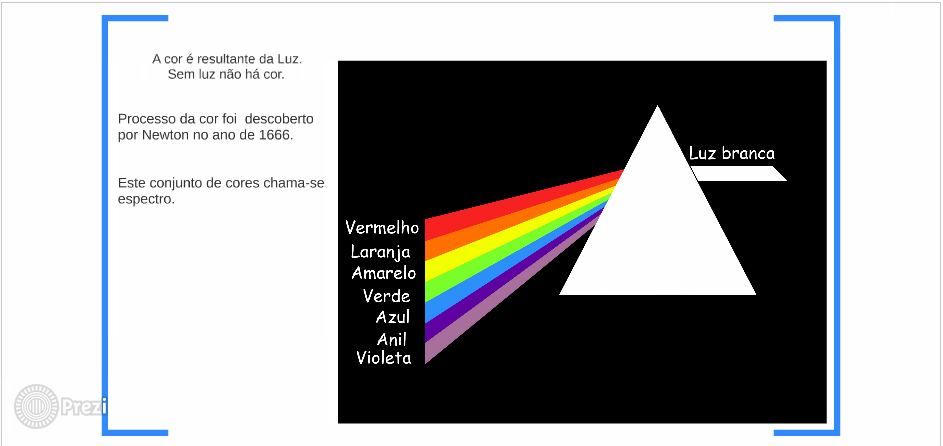 A cor é resultante da Luz.
Sem luz não há cor.
Processo da cor foi descoberto
por Newton no ano de 1666.
Este conjunto de cores chama-se
espectro.
Luz branca
Vermelho
Laranja
Amarelo
Verde
Azul
Anil
Violeta
Prezi